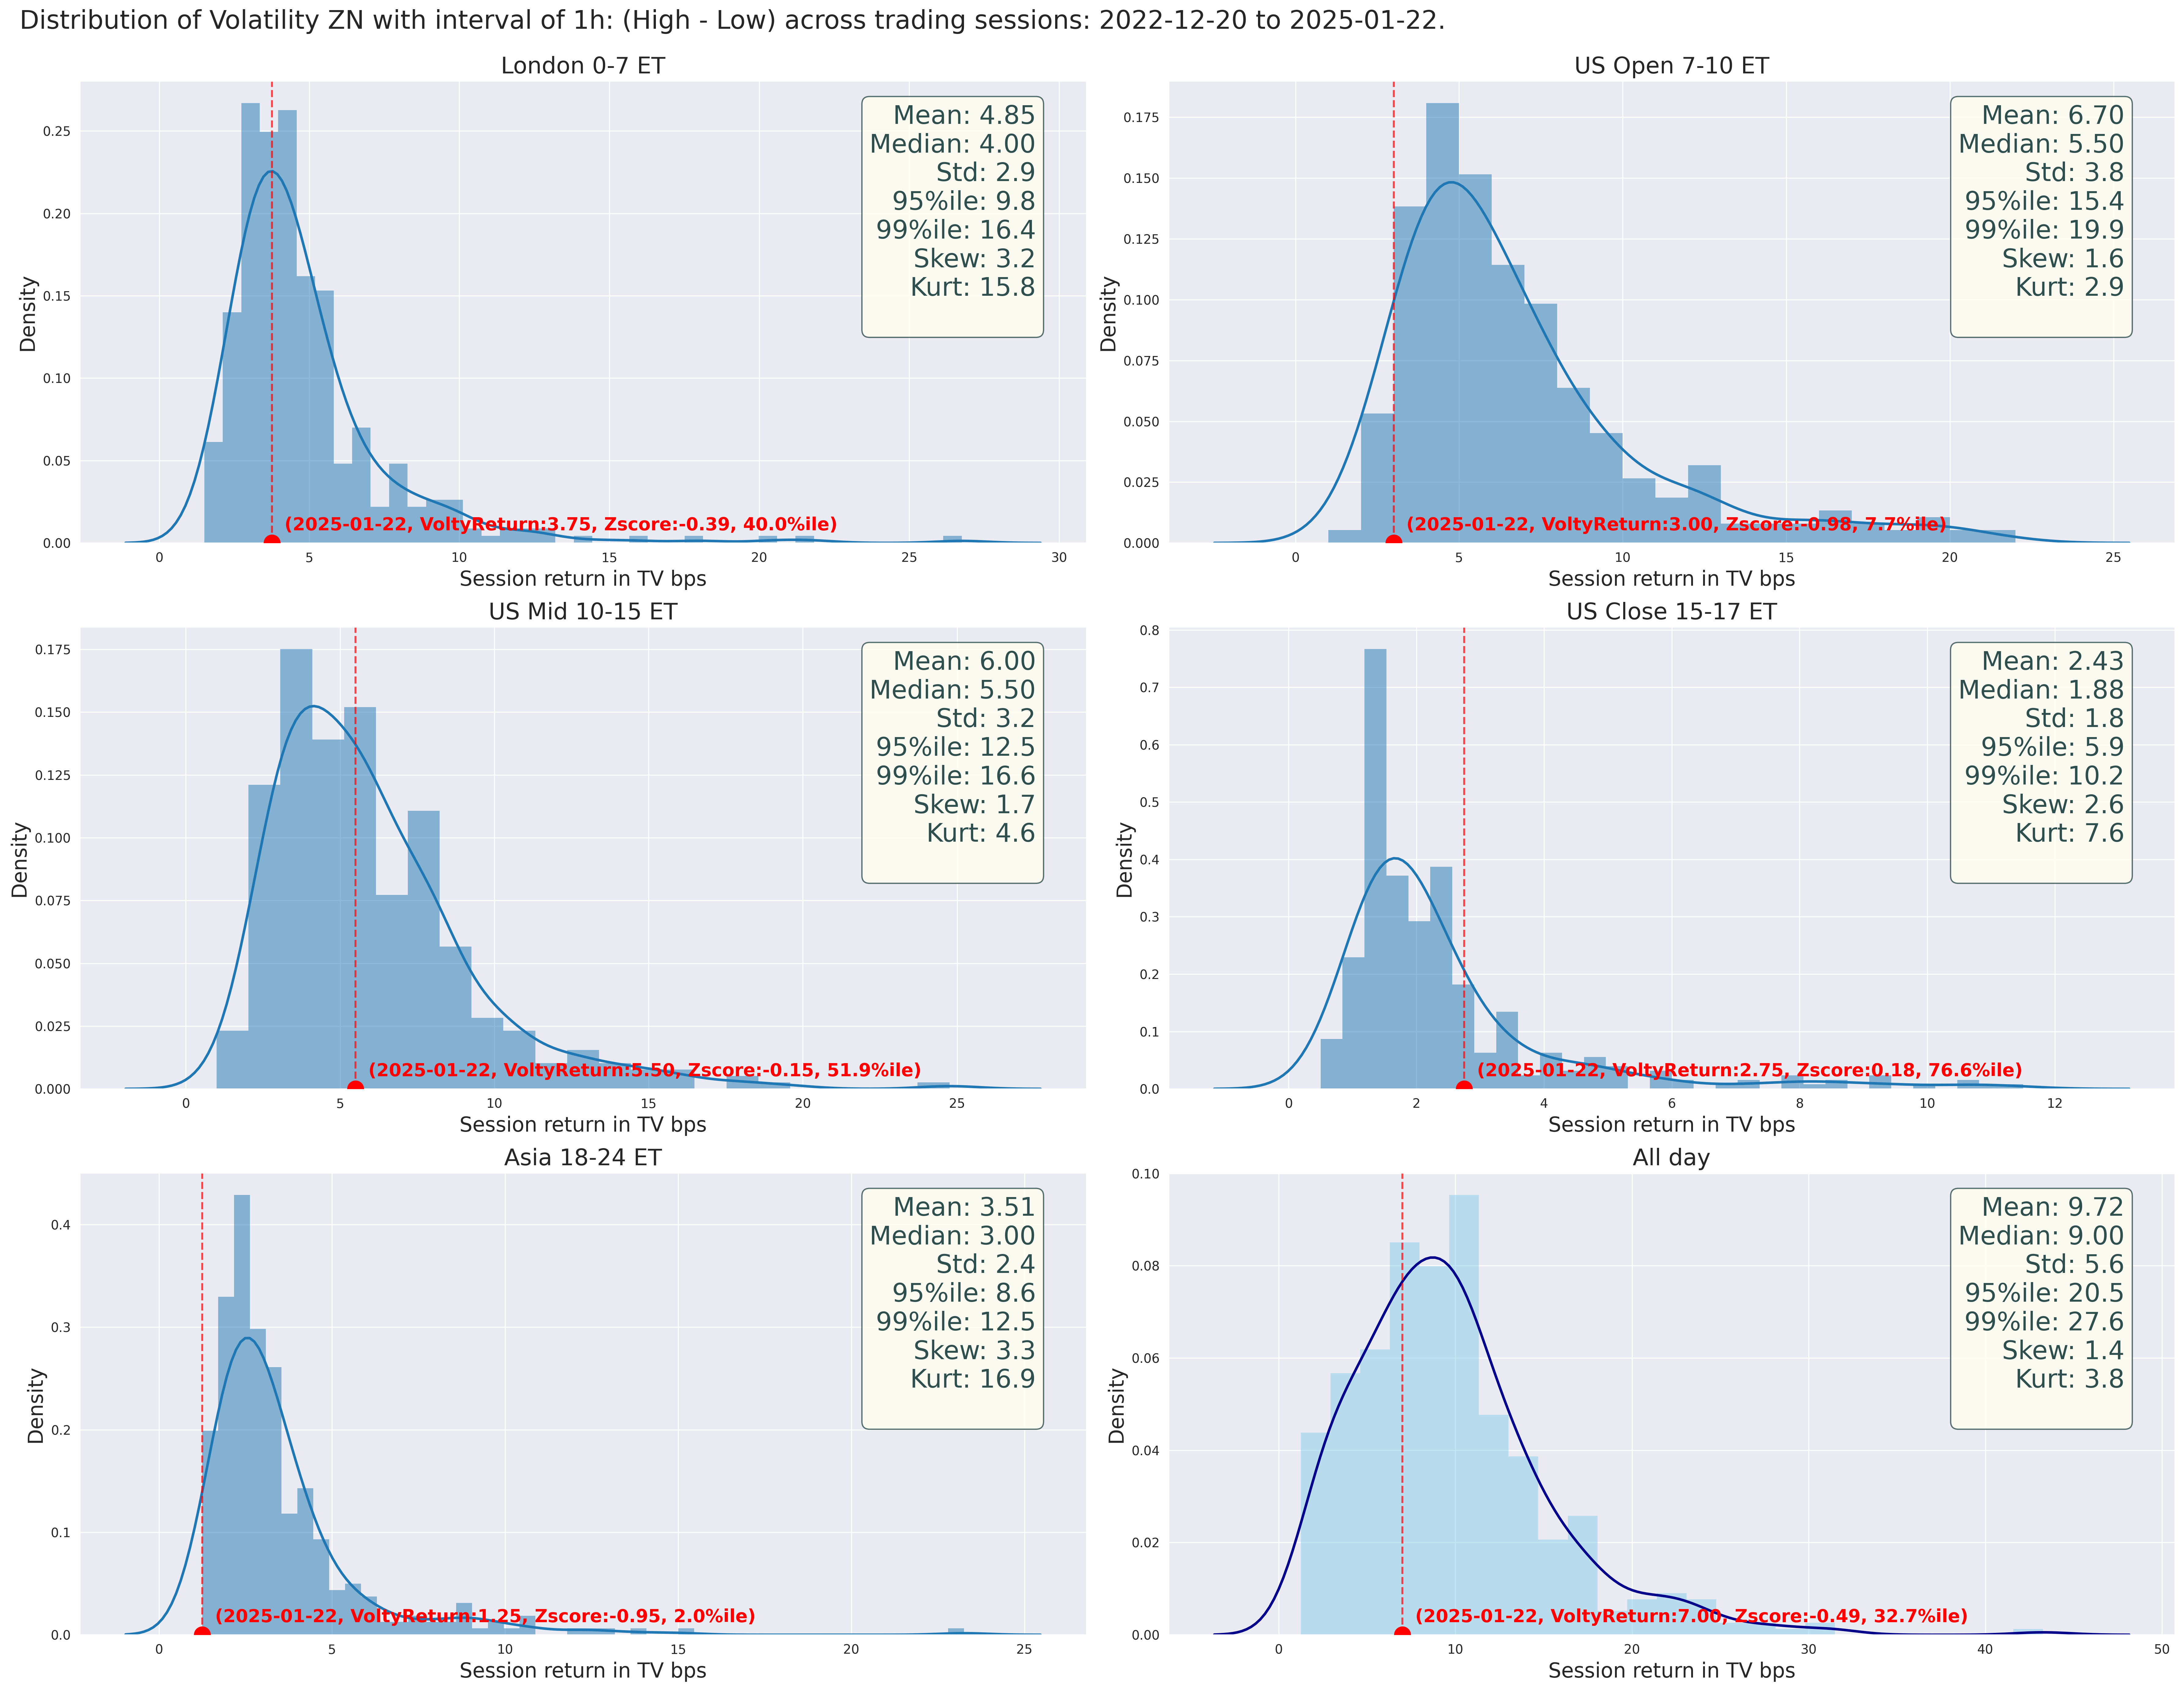 Distribution of Volatility ZN with interval of 1h: (High - Low) across trading sessions: 2022-12-20 to 2025-01-22.
London 0-7 ET
Density
0.25
0.20
0.15
0.10
0.05
0.00
Mean: 4.85
Median: 4.00
Std: 2.9
95%ile: 9.8
99%ile: 16.4
Skew: 3.2
Kurt: 15.8
(2025-01-22, VoltyReturn:3.75, Zscore:-0.39, 40.0%ile)
0 5 10 15 20 25 30
Session return in TV bps
US Open 7-10 ET
Density
0.175
0.150
0.125
0.100
0.075
0.050
0.025
0.000
Mean: 6.70
Median: 5.50
Std: 3.8
95%ile: 15.4
99%ile: 19.9
Skew: 1.6
Kurt: 2.9
(2025-01-22, VoltyReturn:3.00, Zscore:-0.98, 7.7%ile)
0 5 10 15 20 25
Session return in TV bps
US Mid 10-15 ET
Density
0.175
0.150
0.125
0.100
0.075
0.050
0.025
0.000
Mean: 6.00
Median: 5.50
Std: 3.2
95%ile: 12.5
99%ile: 16.6
Skew: 1.7
Kurt: 4.6
(2025-01-22, VoltyReturn:5.50, Zscore:-0.15, 51.9%ile)
0 5 10 15 20 25
Session return in TV bps
US Close 15-17 ET
Density
0.8
0.7
0.6
0.5
0.4
0.3
0.2
0.1
0.0
Mean: 2.43
Median: 1.88
Std: 1.8
95%ile: 5.9
99%ile: 10.2
Skew: 2.6
Kurt: 7.6
(2025-01-22, VoltyReturn:2.75, Zscore:0.18, 76.6%ile)
0 2 4 6 8 10 12
Session return in TV bps
Asia 18-24 ET
Density
0.4
0.3
0.2
0.1
0.0
Mean: 3.51
Median: 3.00
Std: 2.4
95%ile: 8.6
99%ile: 12.5
Skew: 3.3
Kurt: 16.9
(2025-01-22, VoltyReturn:1.25, Zscore:-0.95, 2.0%ile)
0 5 10 15 20 25
Session return in TV bps
All day
Density
0.10
0.08
0.06
0.04
0.02
0.00
Mean: 9.72
Median: 9.00
Std: 5.6
95%ile: 20.5
99%ile: 27.6
Skew: 1.4
Kurt: 3.8
(2025-01-22, VoltyReturn:7.00, Zscore:-0.49, 32.7%ile)
0 10 20 30 40 50
Session return in TV bps